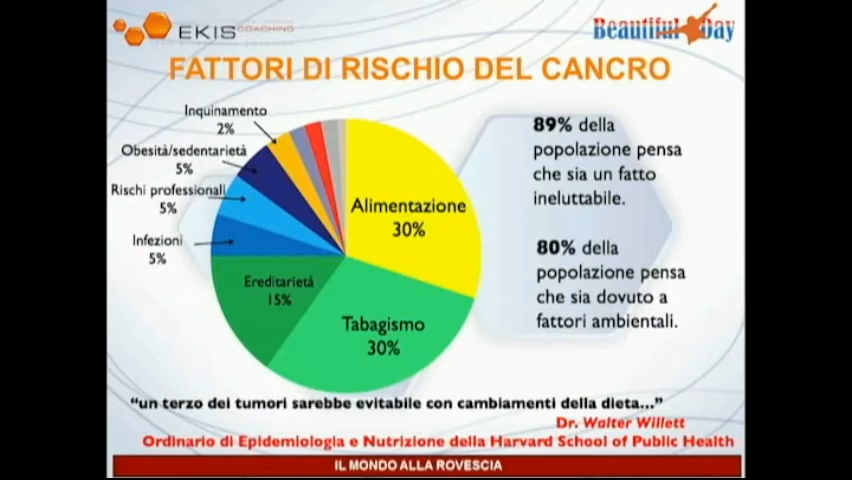 EKIS COACHING
Beautiful Day
FATTORI DI RISCHIO DEL CANCRO
Inquinamento
2%
Obesità/sedentarietà
5%
Rischi professionali
5%
Infezioni
5%
Ereditarietà
15%
Alimentazione
30%
Tabagismo
30%
89% della
popolazione pensa
che sia un fatto
ineluttabile.
80% della
popolazione pensa
che sia dovuto a
fattori ambientali.
“un terzo dei tumori sarebbe evitabile con cambiamenti della dieta...”
Dr. Walter Willett
Ordinario di Epidemiologia e Nutrizione della Harvard School of Public Health
IL MONDO ALLA ROVESCIA